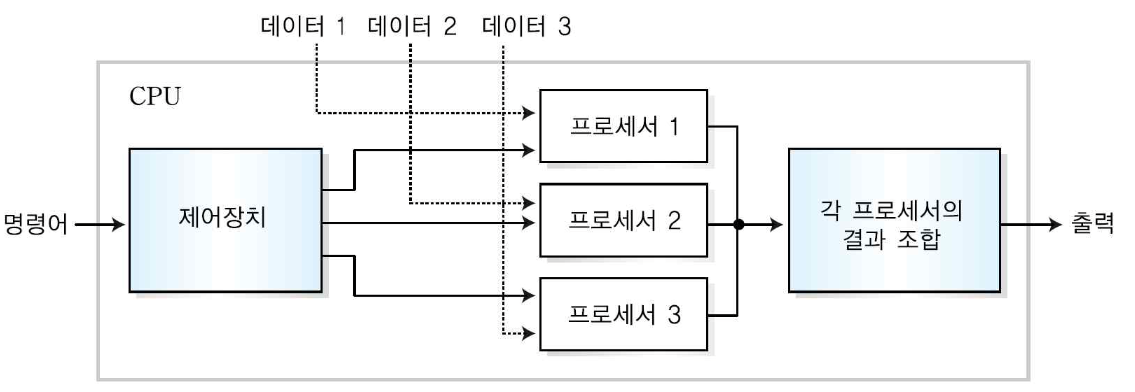 데이터 1 데이터 2 데이터 3
CPU
명령어
제어장치
프로세서 1
프로세서 2
프로세서 3
각 프로세서의
결과 조합
출력